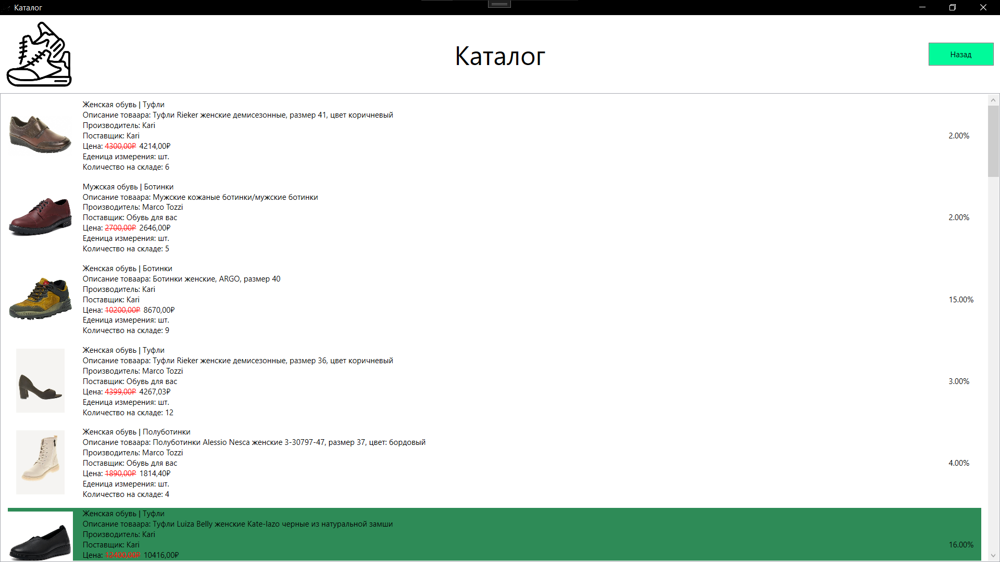 Каталог
Каталог
Назад
Женская обувь | Туфли
Описание товаара: Туфли Rieker женские демисезонные, размер 41, цвет коричневый
Производитель: Kari
Поставщик: Kari
Цена: 4300,00₽ 4214,00₽
Еденица измерения: шт.
Количество на складе: 6
2.00%
Мужская обувь | Ботинки
Описание товаара: Мужские кожаные ботинки/мужские ботинки
Производитель: Marco Tozzi
Поставщик: Обувь для вас
Цена: 2700,00₽ 2646,00₽
Еденица измерения: шт.
Количество на складе: 5
2.00%
Женская обувь | Ботинки
Описание товаара: Ботинки женские, ARGO, размер 40
Производитель: Kari
Поставщик: Kari
Цена: 10200,00₽ 8670,00₽
Еденица измерения: шт.
Количество на складе: 9
15.00%
Женская обувь | Туфли
Описание товаара: Туфли Rieker женские демисезонные, размер 36, цвет коричневый
Производитель: Marco Tozzi
Поставщик: Обувь для вас
Цена: 4399,00₽ 4267,03₽
Еденица измерения: шт.
Количество на складе: 12
3.00%
Женская обувь | Полуботинки
Описание товаара: Полуботинки Alessio Nesca женские 3-30797-47, размер 37, цвет: бордовый
Производитель: Marco Tozzi
Поставщик: Обувь для вас
Цена: 1890,00₽ 1814,40₽
Еденица измерения: шт.
Количество на складе: 4
4.00%
Женская обувь | Туфли
Описание товаара: Туфли Luiza Belly женские Kate-lazo черные из натуральной замши
Производитель: Kari
Поставщик: Kari
Цена: 12400,00₽ 10416,00₽
16.00%